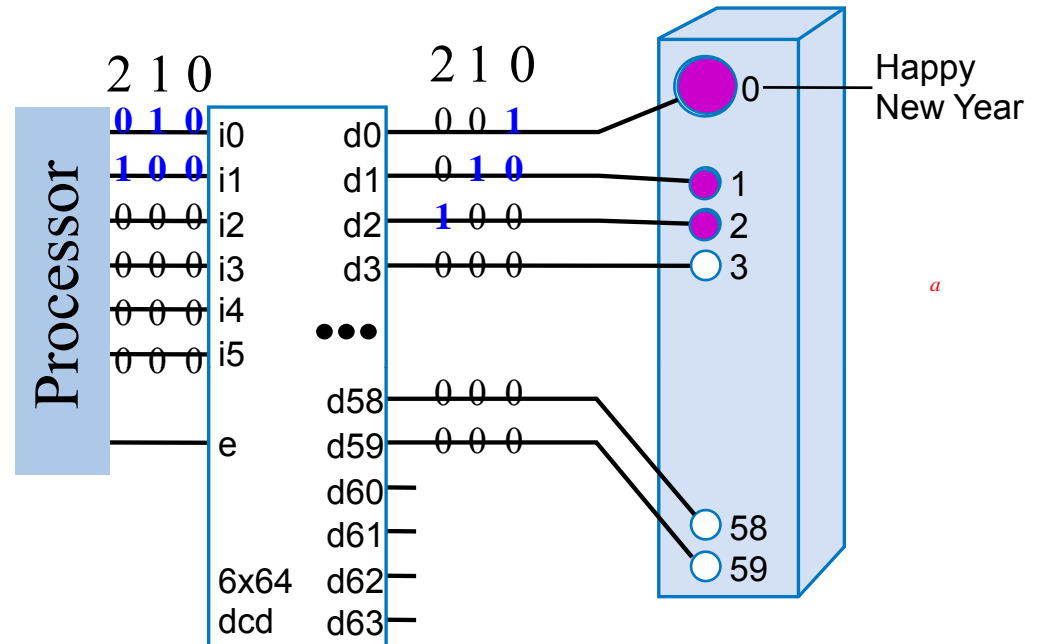 2 1 0
2 1 0
Processor
0 1 0
i0
1 0 0
i1
0 0 0
i2
0 0 0
i3
0 0 0
i4
0 0 0
i5
e
6x64
dcd
d0
0 0 1
d1
0 1 0
d2
1 0 0
d3
0 0 0
d58
0 0 0
d59
0 0 0
d60
d61
d62
d63
0
1
2
3
58
59
Happy
New Year
a